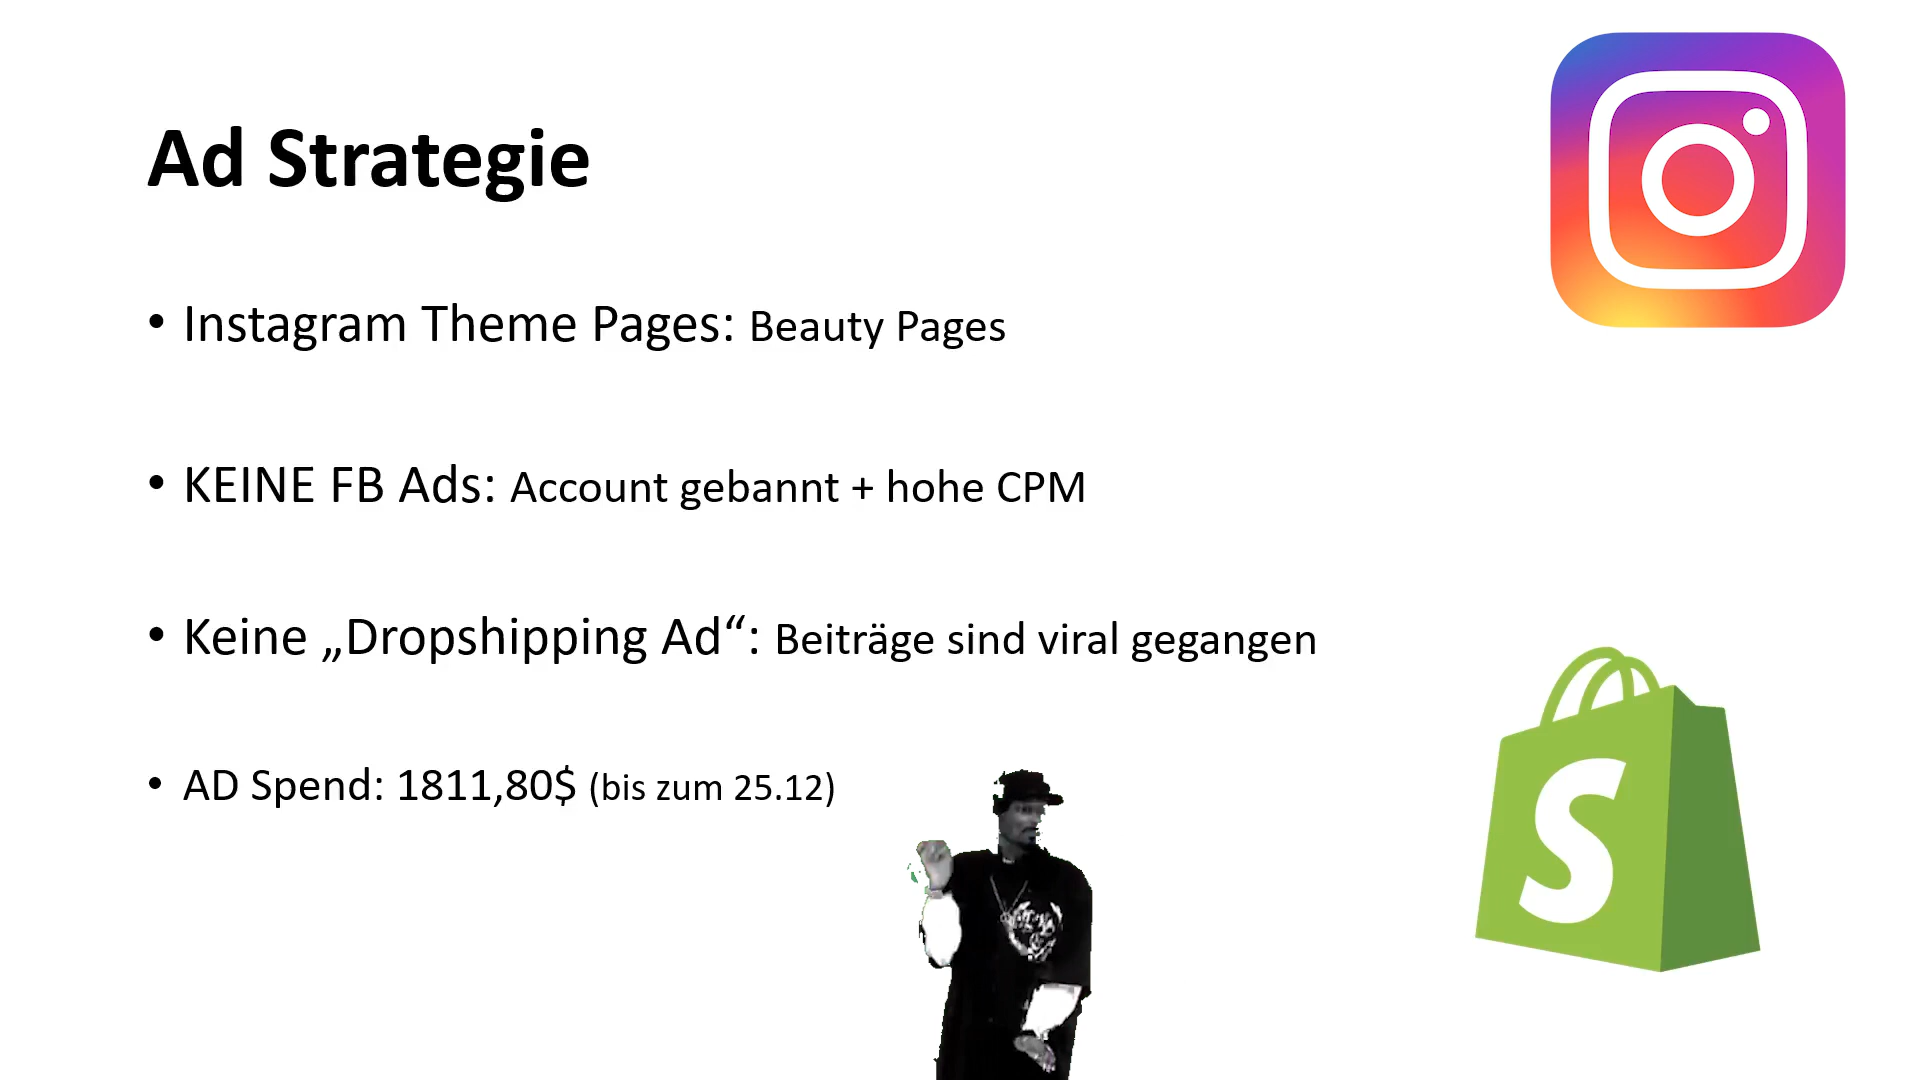 Ad Strategie
• Instagram Theme Pages: Beauty Pages
• KEINE FB Ads: Account gebannt + hohe CPM
• Keine „Dropshipping Ad“: Beiträge sind viral gegangen
• AD Spend: 1811,80$ (bis zum 25.12)
S